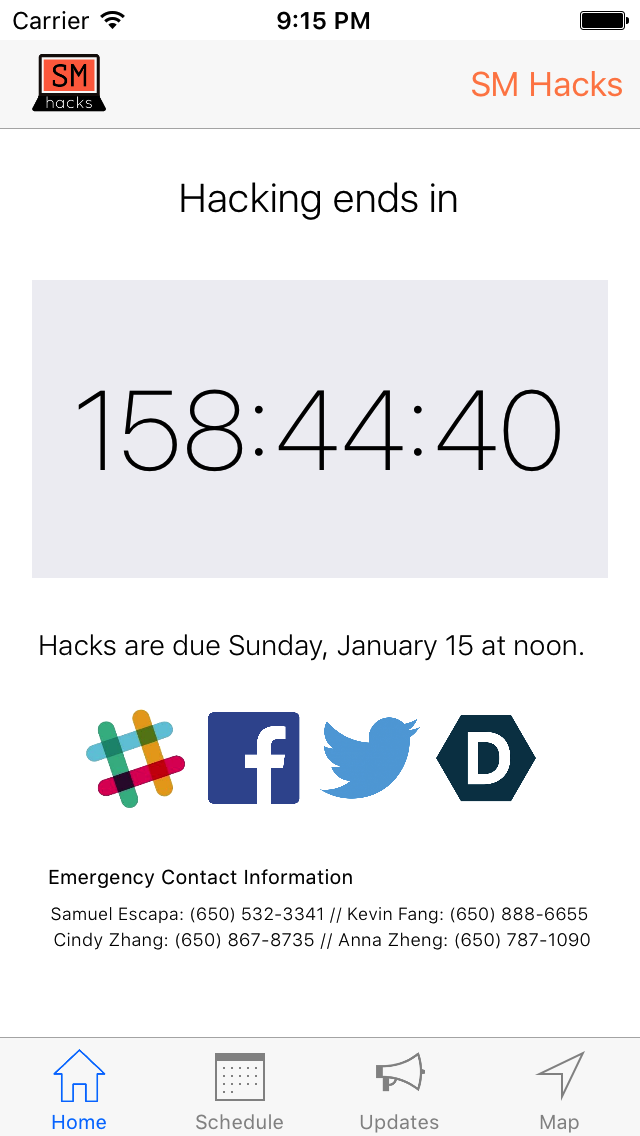 Carrier 9:15 PM
SM
hacks
SM Hacks
Hacking ends in
158:44:40
Hacks are due Sunday, January 15 at noon.
f D
Emergency Contact Information
Samuel Escapa: (650) 532-3341 // Kevin Fang: (650) 888-6655
Cindy Zhang: (650) 867-8735 // Anna Zheng: (650) 787-1090
Home Schedule Updates Map